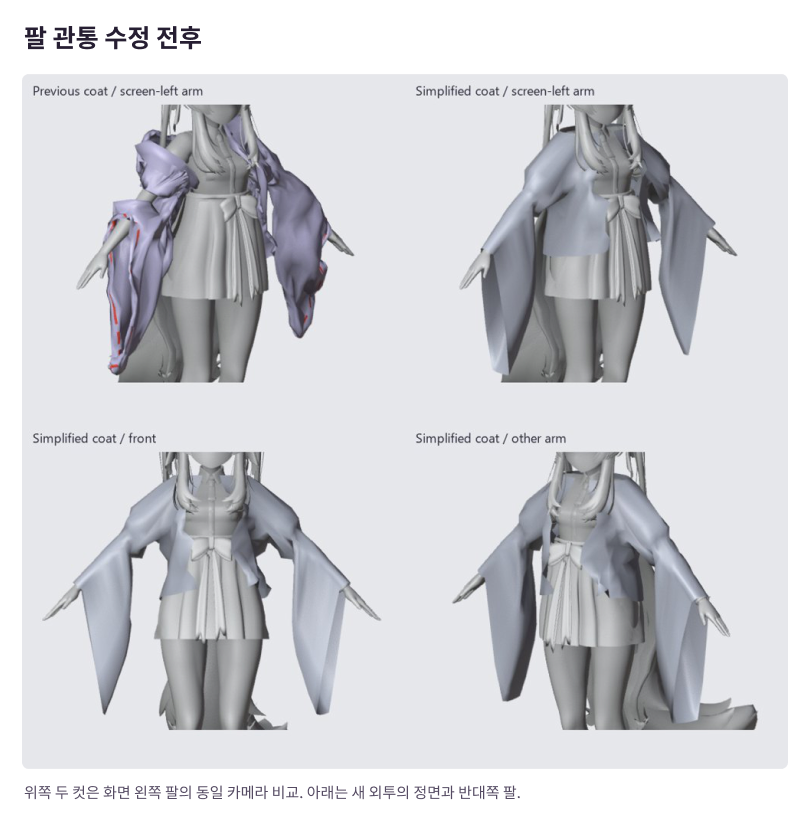 팔 관통 수정 전후
Previous coat / screen-left arm
Simplified coat / screen-left arm
Simplified coat / front
Simplified coat / other arm
위쪽 두 컷은 화면 왼쪽 팔의 동일 카메라 비교. 아래는 새 외투의 정면과 반대쪽 팔.